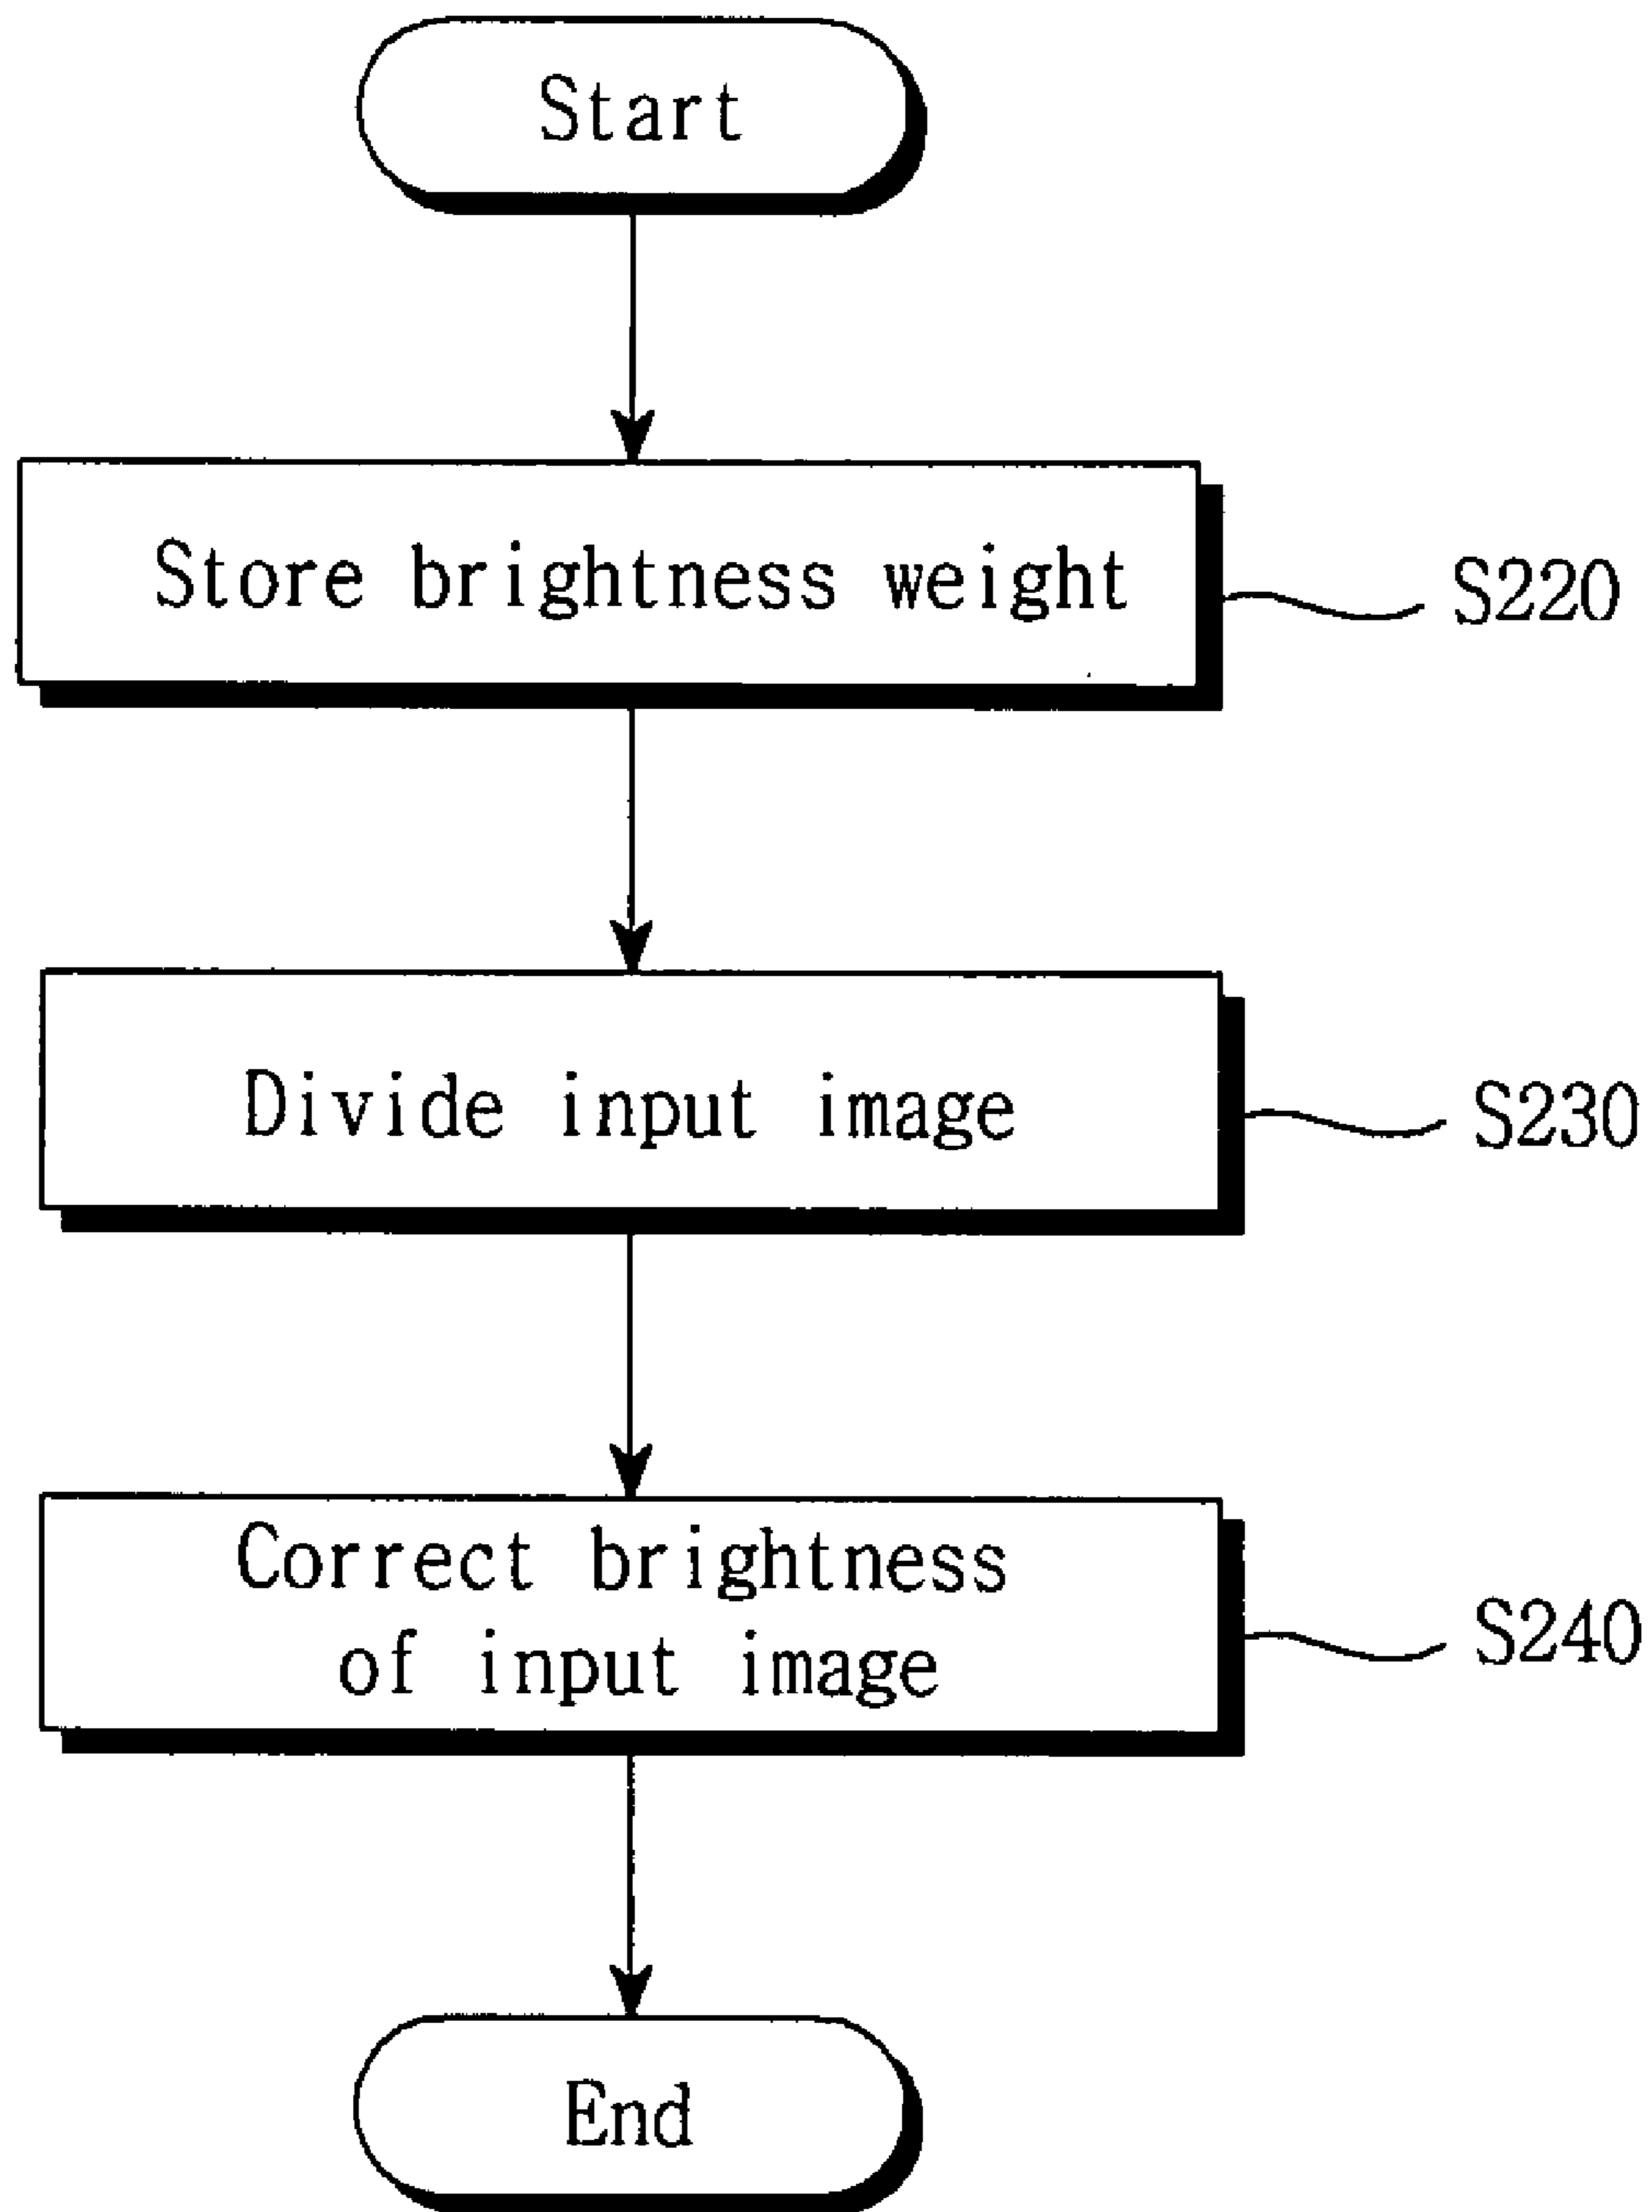 Start
Store brightness weight
S220
Divide input image
S230
Correct brightness
of input image
S240
End